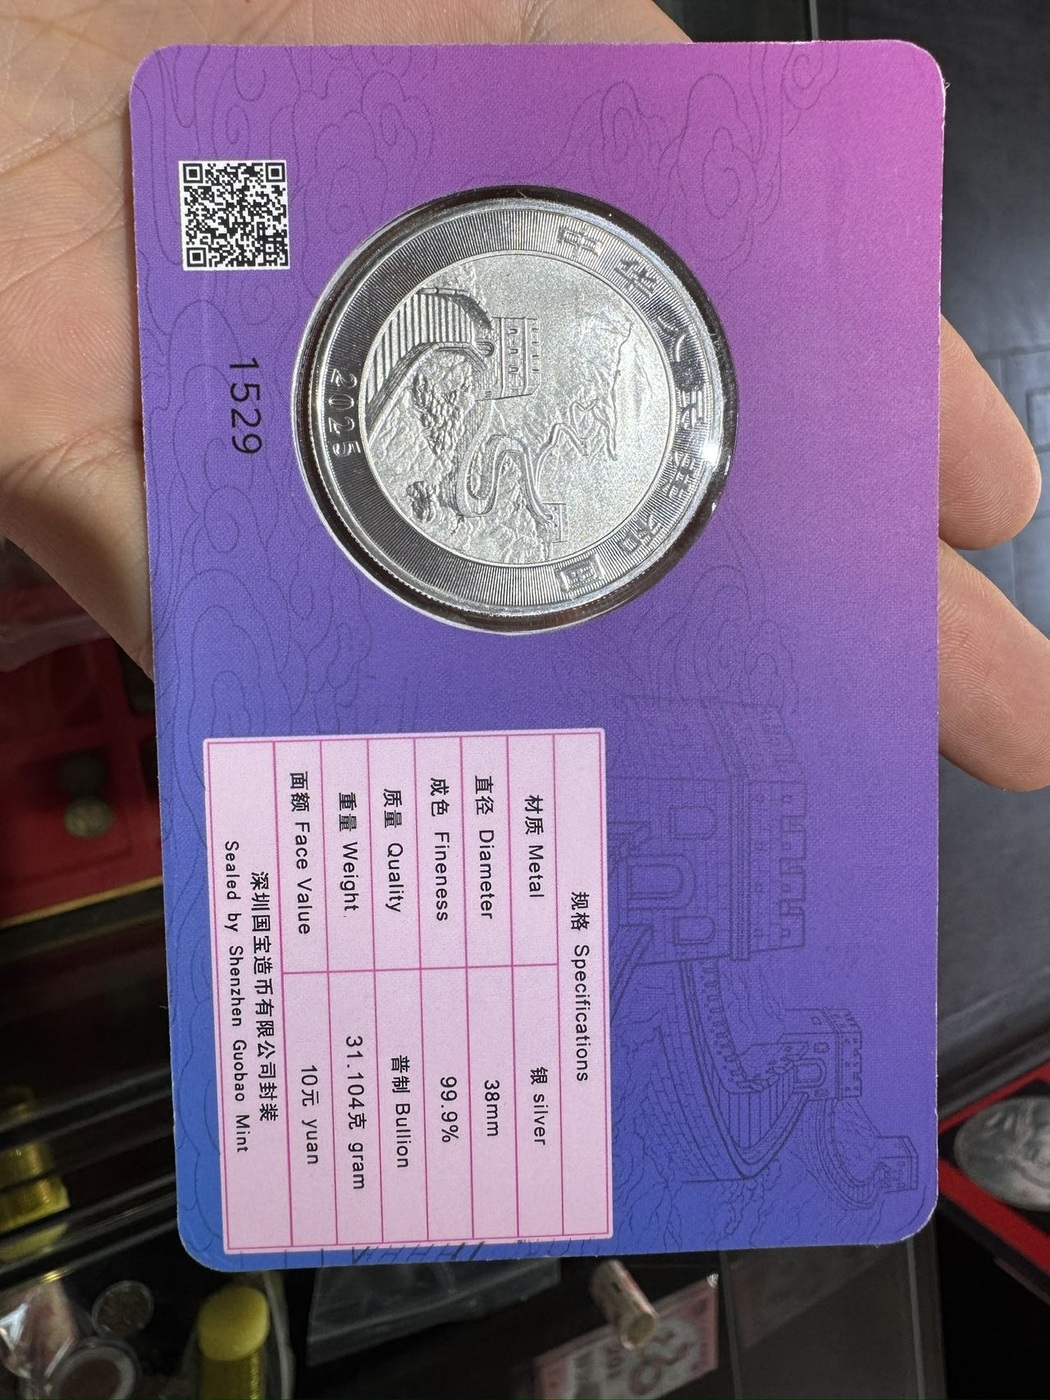 中华人民共和国
2025
1529
规格 Specifications
材质 Metal 银 silver
直径 Diameter 38mm
成色 Fineness 99.9%
质量 Quality 普制 Bullion
重量 Weight 31.104克 gram
面额 Face Value 10元 yuan
深圳国宝造币有限公司封装
Sealed by Shenzhen Guobao Mint